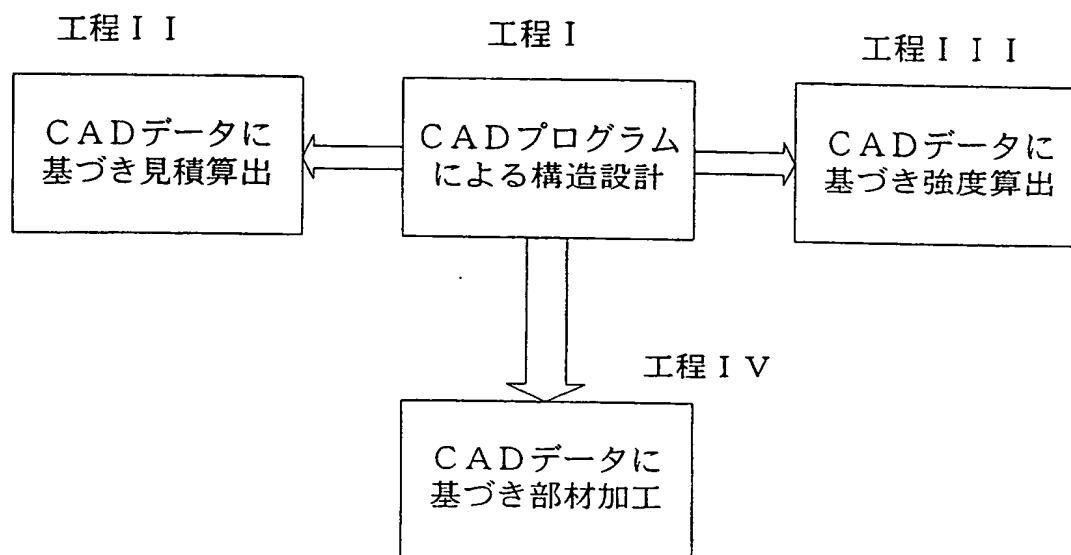 工程ＩＩ
工程Ｉ
工程ＩＩＩ
ＣＡＤデータに
基づき見積算出
ＣＡＤプログラム
による構造設計
ＣＡＤデータに
基づき強度算出
工程ＩＶ
ＣＡＤデータに
基づき部材加工